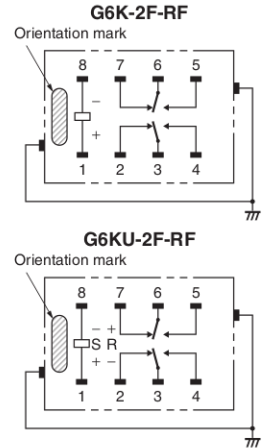 G6K-2F-RF
Orientation mark
8 7 6 5
−
+
1 2 3 4
G6KU-2F-RF
Orientation mark
8 7 6 5
− +
S R
+ −
1 2 3 4